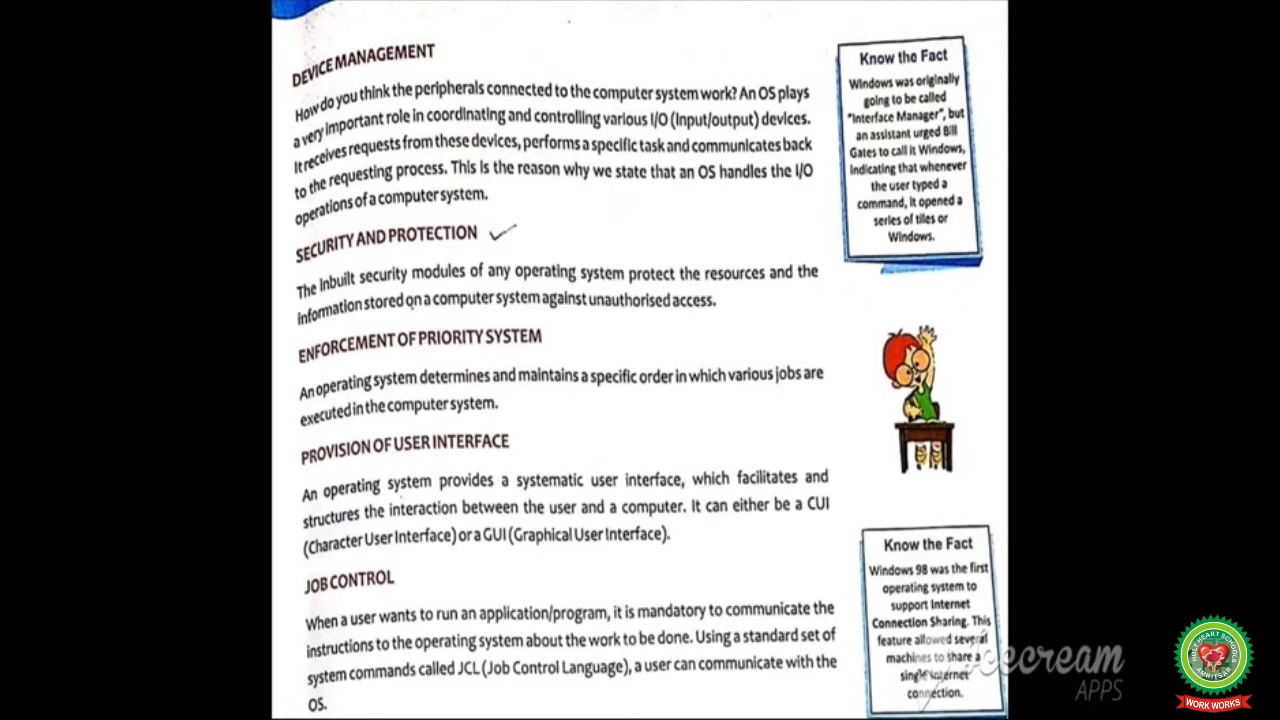 DEVICE MANAGEMENT
How do you think the peripherals connected to the computer system work? An OS plays
a very important role in coordinating and controlling various I/O (Input/output) devices.
It receives requests from these devices, performs a specific task and communicates back
to the requesting process. This is the reason why we state that an OS handles the I/O
operations of a computer system.
SECURITY AND PROTECTION
The Inbuilt security modules of any operating system protect the resources and the
information stored on a computer system against unauthorised access.
ENFORCEMENT OF PRIORITY SYSTEM
An operating system determines and maintains a specific order in which various jobs are
executed in the computer system.
PROVISION OF USER INTERFACE
An operating system provides a systematic user interface, which facilitates and
structures the interaction between the user and a computer. It can either be a CUI
(Character User Interface) or a GUI (Graphical User Interface).
JOB CONTROL
When a user wants to run an application/program, it is mandatory to communicate the
instructions to the operating system about the work to be done. Using a standard set of
system commands called JCL (Job Control Language), a user can communicate with the
OS.
Know the Fact
Windows was originally
going to be called
"Interface Manager", but
an assistant urged Bill
Gates to call it Windows,
indicating that whenever
the user typed a
command, it opened a
series of tiles or
Windows.
Know the Fact
Windows 98 was the first
operating system to
support Internet
Connection Sharing. This
feature allowed several
machines to share a
single internet
connection.
icecream
APPS
AMRITSAR
WORK WORKS